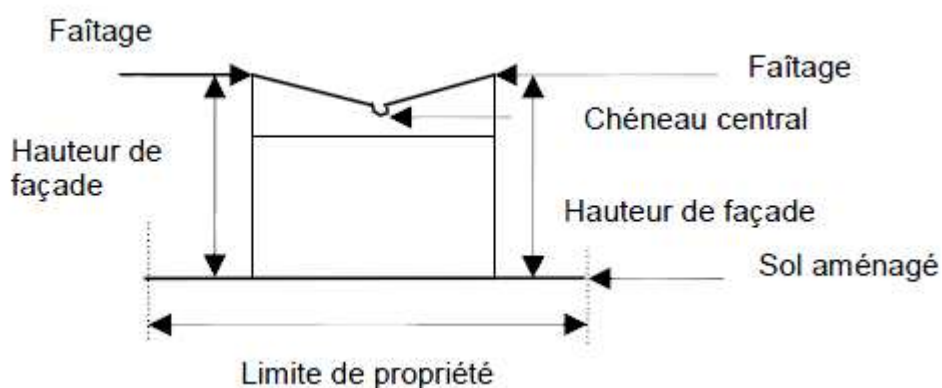 Faîtage
Faîtage
Chéneau central
Hauteur de
façade
Hauteur de façade
Sol aménagé
Limite de propriété